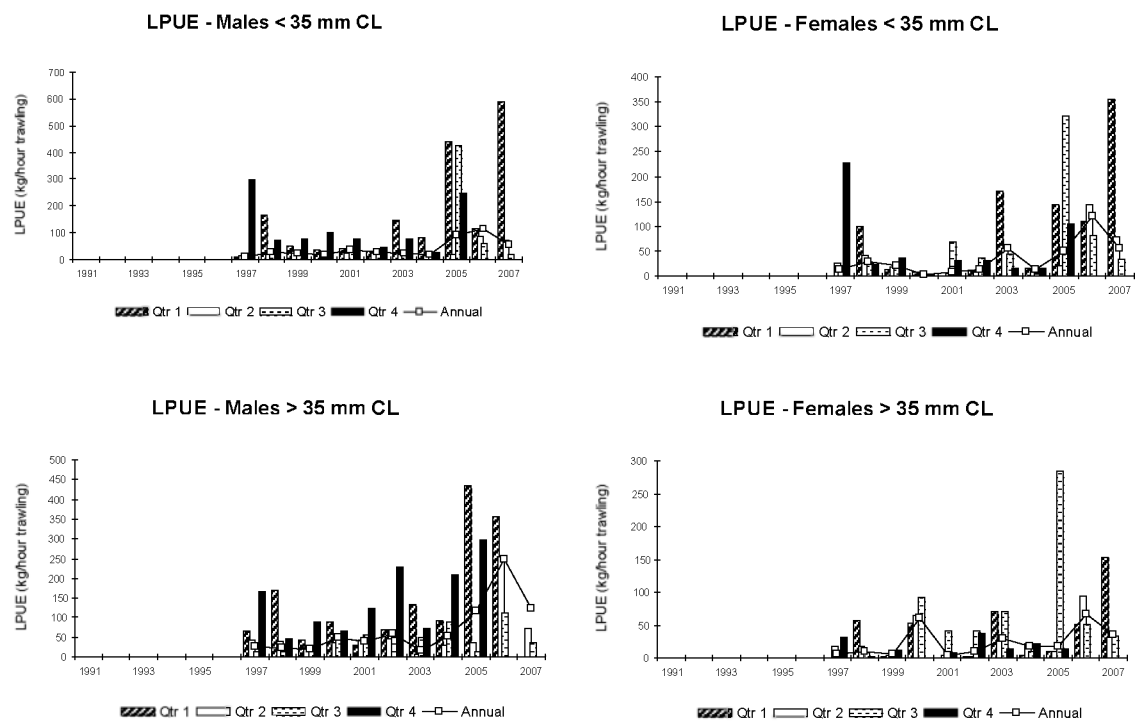 LPUE - Males < 35 mm CL
LPUE (kg/hour trawling)
700
600
500
400
300
200
100
0
1991 1993 1995 1997 1999 2001 2003 2005 2007
Qtr 1 Qtr 2 Qtr 3 Qtr 4 Annual
LPUE - Females < 35 mm CL
LPUE (kg/hour trawling)
400
350
300
250
200
150
100
50
0
1991 1993 1995 1997 1999 2001 2003 2005 2007
Qtr 1 Qtr 2 Qtr 3 Qtr 4 Annual
LPUE - Males > 35 mm CL
LPUE (kg/hour trawling)
500
450
400
350
300
250
200
150
100
50
0
1991 1993 1995 1997 1999 2001 2003 2005 2007
Qtr 1 Qtr 2 Qtr 3 Qtr 4 Annual
LPUE - Females > 35 mm CL
LPUE (kg/hour trawling)
300
250
200
150
100
50
0
1991 1993 1995 1997 1999 2001 2003 2005 2007
Qtr 1 Qtr 2 Qtr 3 Qtr 4 Annual